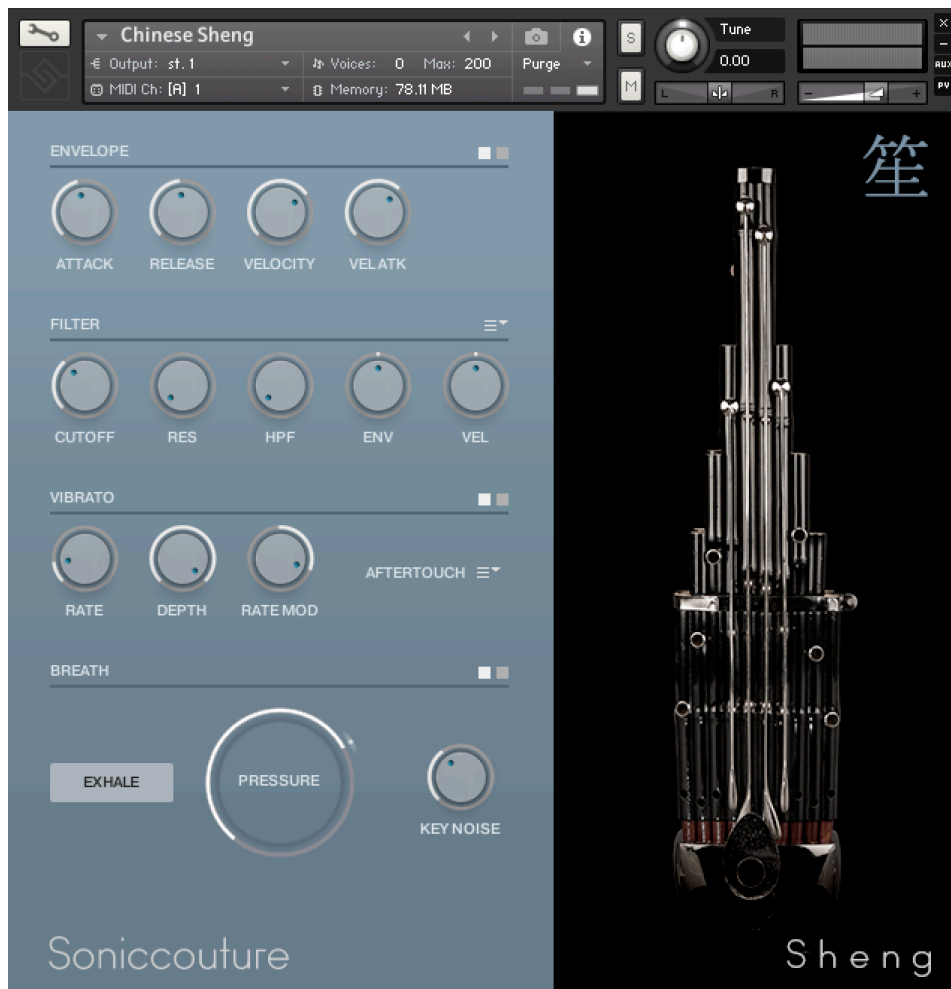 Chinese Sheng
Output: st. 1
Voices: 0 Max: 200
Purge
MIDI Ch: [A] 1
Memory: 78.11 MB
S
M
Tune
0.00
L
R
-
+
X
-
AUX
PV
笙
ENVELOPE
ATTACK RELEASE VELOCITY VEL ATK
FILTER
CUTOFF RES HPF ENV VEL
VIBRATO
RATE DEPTH RATE MOD
AFTERTOUCH
BREATH
EXHALE
PRESSURE
KEY NOISE
Soniccouture
Sheng